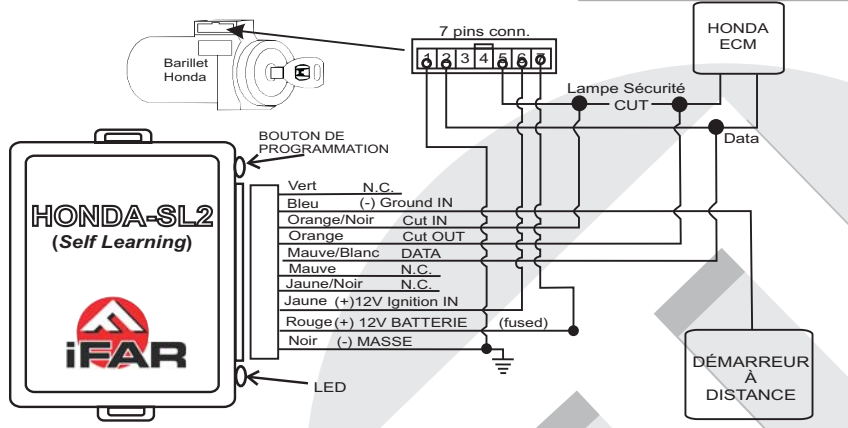 7 pins conn.
1 2 3 4 5 6 7
HONDA
ECM
Barillet
Honda
Lampe Sécurité
CUT
Data
BOUTON DE
PROGRAMMATION
HONDA-SL2
(Self Learning)
iFAR
Vert N.C.
Bleu (-) Ground IN
Orange/Noir Cut IN
Orange Cut OUT
Mauve/Blanc DATA
Mauve N.C.
Jaune/Noir N.C.
Jaune (+)12V Ignition IN
Rouge (+) 12V BATTERIE (fused)
Noir (-) MASSE
LED
DÉMARREUR
À
DISTANCE